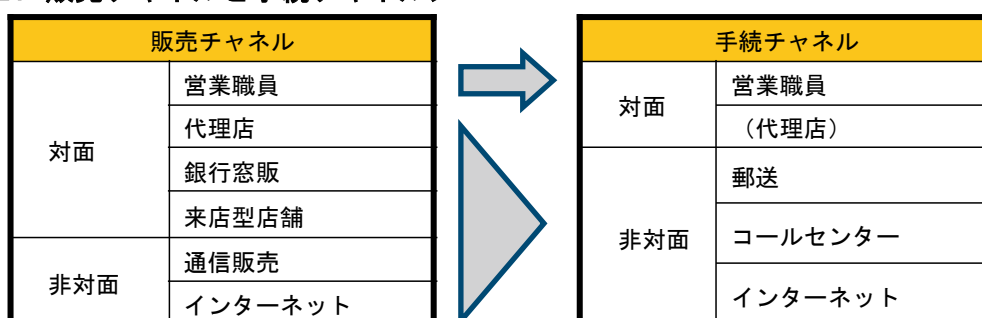 販売チャネル
対面
営業職員
代理店
銀行窓販
来店型店舗
非対面
通信販売
インターネット
手続チャネル
対面
営業職員
（代理店）
非対面
郵送
コールセンター
インターネット